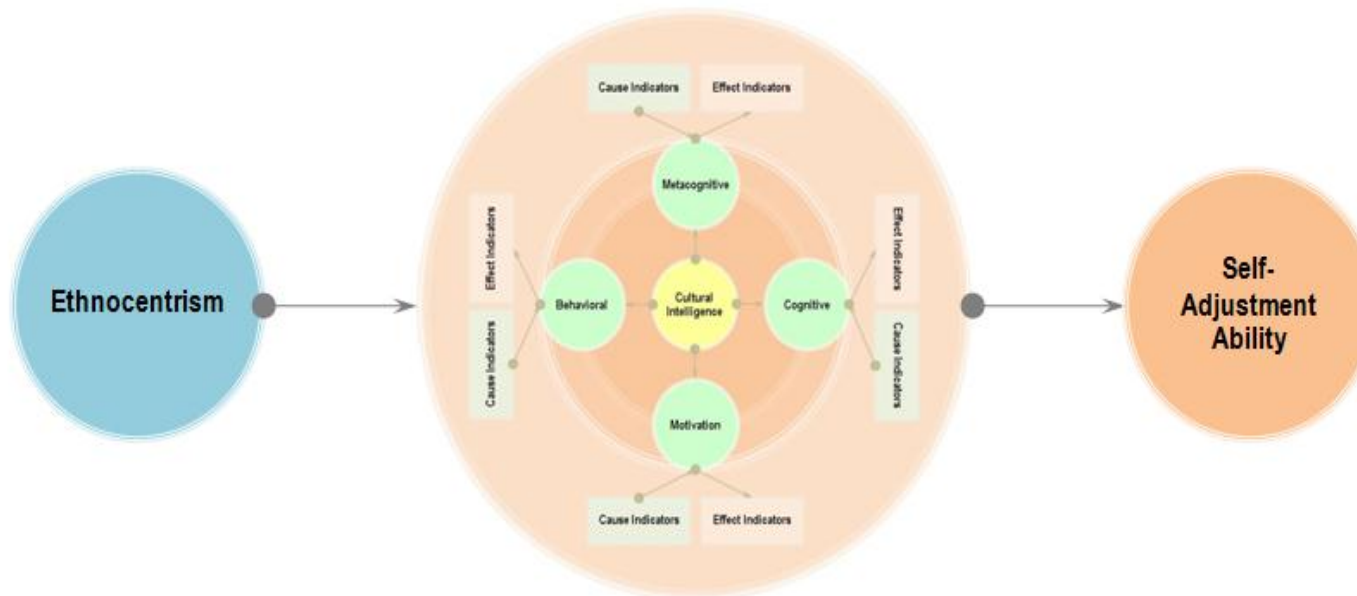 Ethnocentrism
Cause Indicators
Effect Indicators
Metacognitive
Effect Indicators
Cause Indicators
Behavioral
Cultural
Intelligence
Cognitive
Effect Indicators
Cause Indicators
Motivation
Cause Indicators
Effect Indicators
Self-
Adjustment
Ability